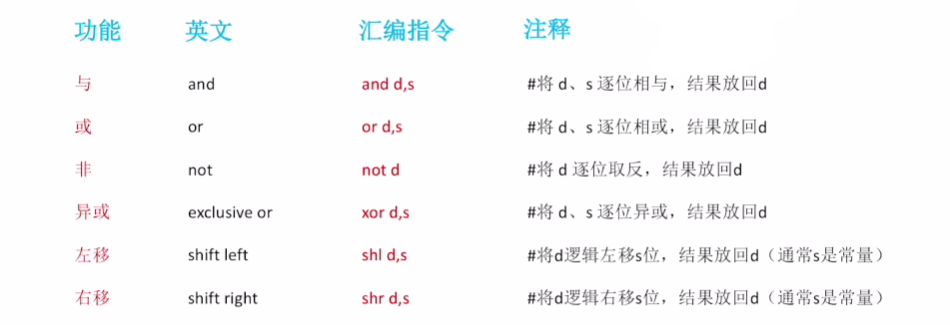 功能 英文 汇编指令 注释
与 and and d,s #将 d、s 逐位相与，结果放回d
或 or or d,s #将 d、s 逐位相或，结果放回d
非 not not d #将 d 逐位取反，结果放回d
异或 exclusive or xor d,s #将 d、s 逐位异或，结果放回d
左移 shift left shl d,s #将d逻辑左移s位，结果放回d（通常s是常量）
右移 shift right shr d,s #将d逻辑右移s位，结果放回d（通常s是常量）